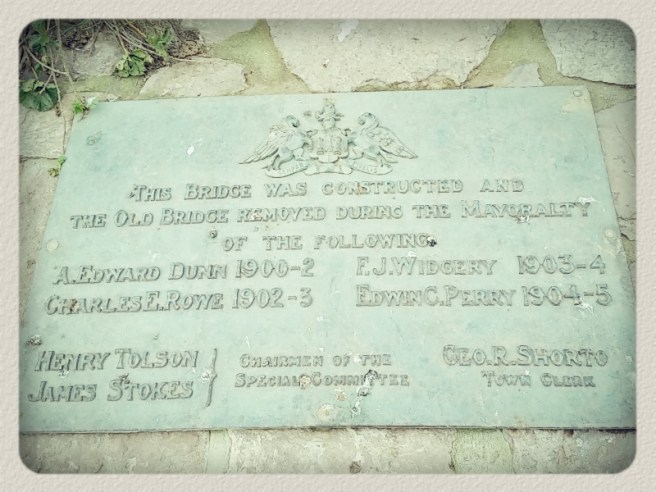 THIS BRIDGE WAS CONSTRUCTED AND
THE OLD BRIDGE REMOVED DURING THE MAYORALTY
OF THE FOLLOWING.
A. EDWARD DUNN 1900-2 F.J. WIDGERY 1903-4
CHARLES E. ROWE 1902-3 EDWIN C. PERRY 1904-5
HENRY TOLSON } CHAIRMEN OF THE GEO. R. SHORTO
JAMES STOKES } SPECIAL COMMITTEE TOWN CLERK